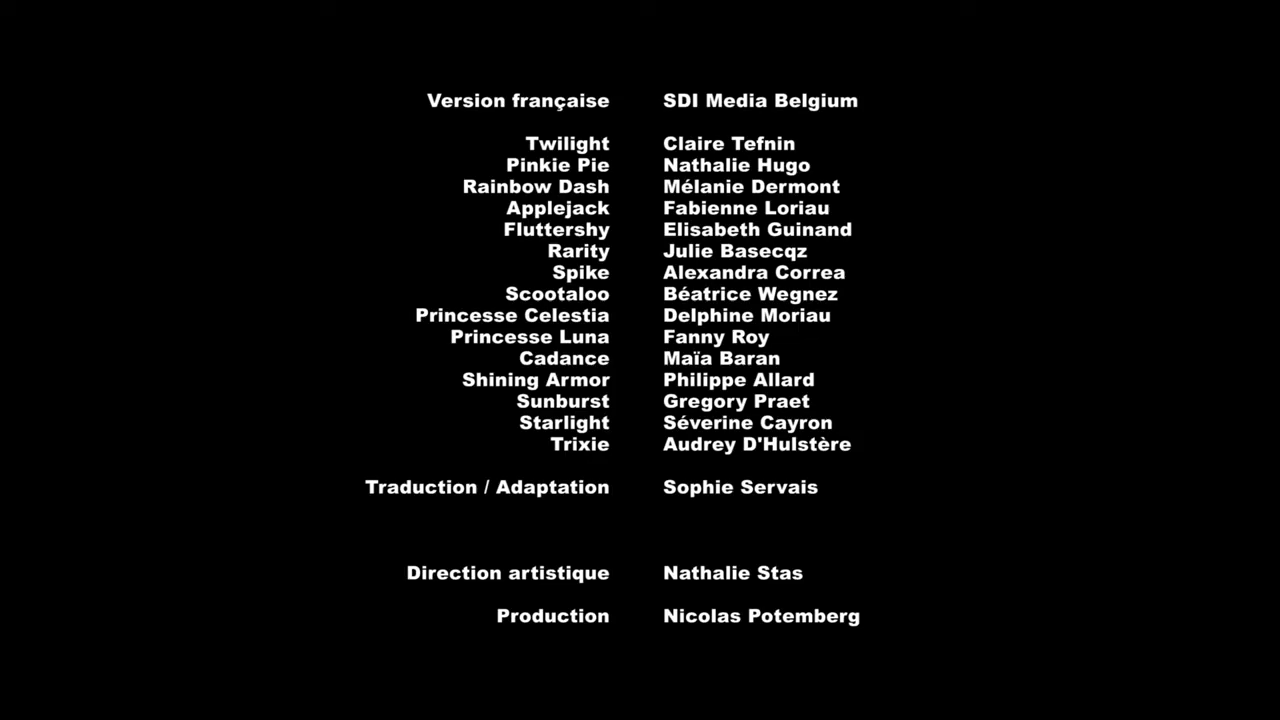 Version française SDI Media Belgium
Twilight Claire Tefnin
Pinkie Pie Nathalie Hugo
Rainbow Dash Mélanie Dermont
Applejack Fabienne Loriau
Fluttershy Elisabeth Guinand
Rarity Julie Basecqz
Spike Alexandra Correa
Scootaloo Béatrice Wegnez
Princesse Celestia Delphine Moriau
Princesse Luna Fanny Roy
Cadance Maïa Baran
Shining Armor Philippe Allard
Sunburst Gregory Praet
Starlight Séverine Cayron
Trixie Audrey D'Hulstère
Traduction / Adaptation Sophie Servais
Direction artistique Nathalie Stas
Production Nicolas Potemberg